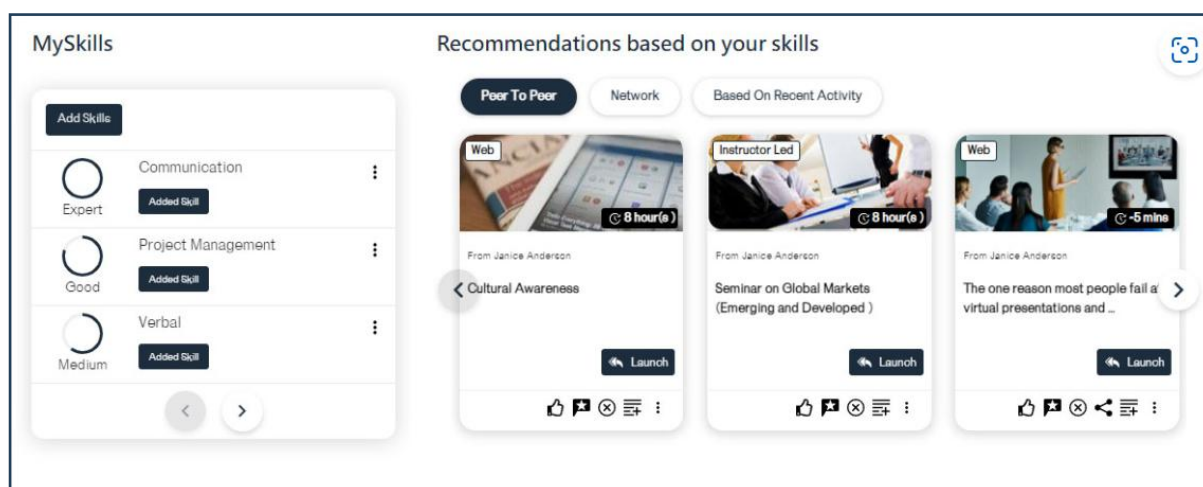 MySkills
Add Skills
Communication
Expert
Added Skill
Project Management
Good
Added Skill
Verbal
Medium
Added Skill
Recommendations based on your skills
Peer To Peer
Network
Based On Recent Activity
Web
8 hour(s )
From Janice Anderson
Cultural Awareness
Launch
Instructor Led
8 hour(s )
From Janice Anderson
Seminar on Global Markets
(Emerging and Developed )
Launch
Web
-5 mins
From Janice Anderson
The one reason most people fail
virtual presentations and ...
Launch